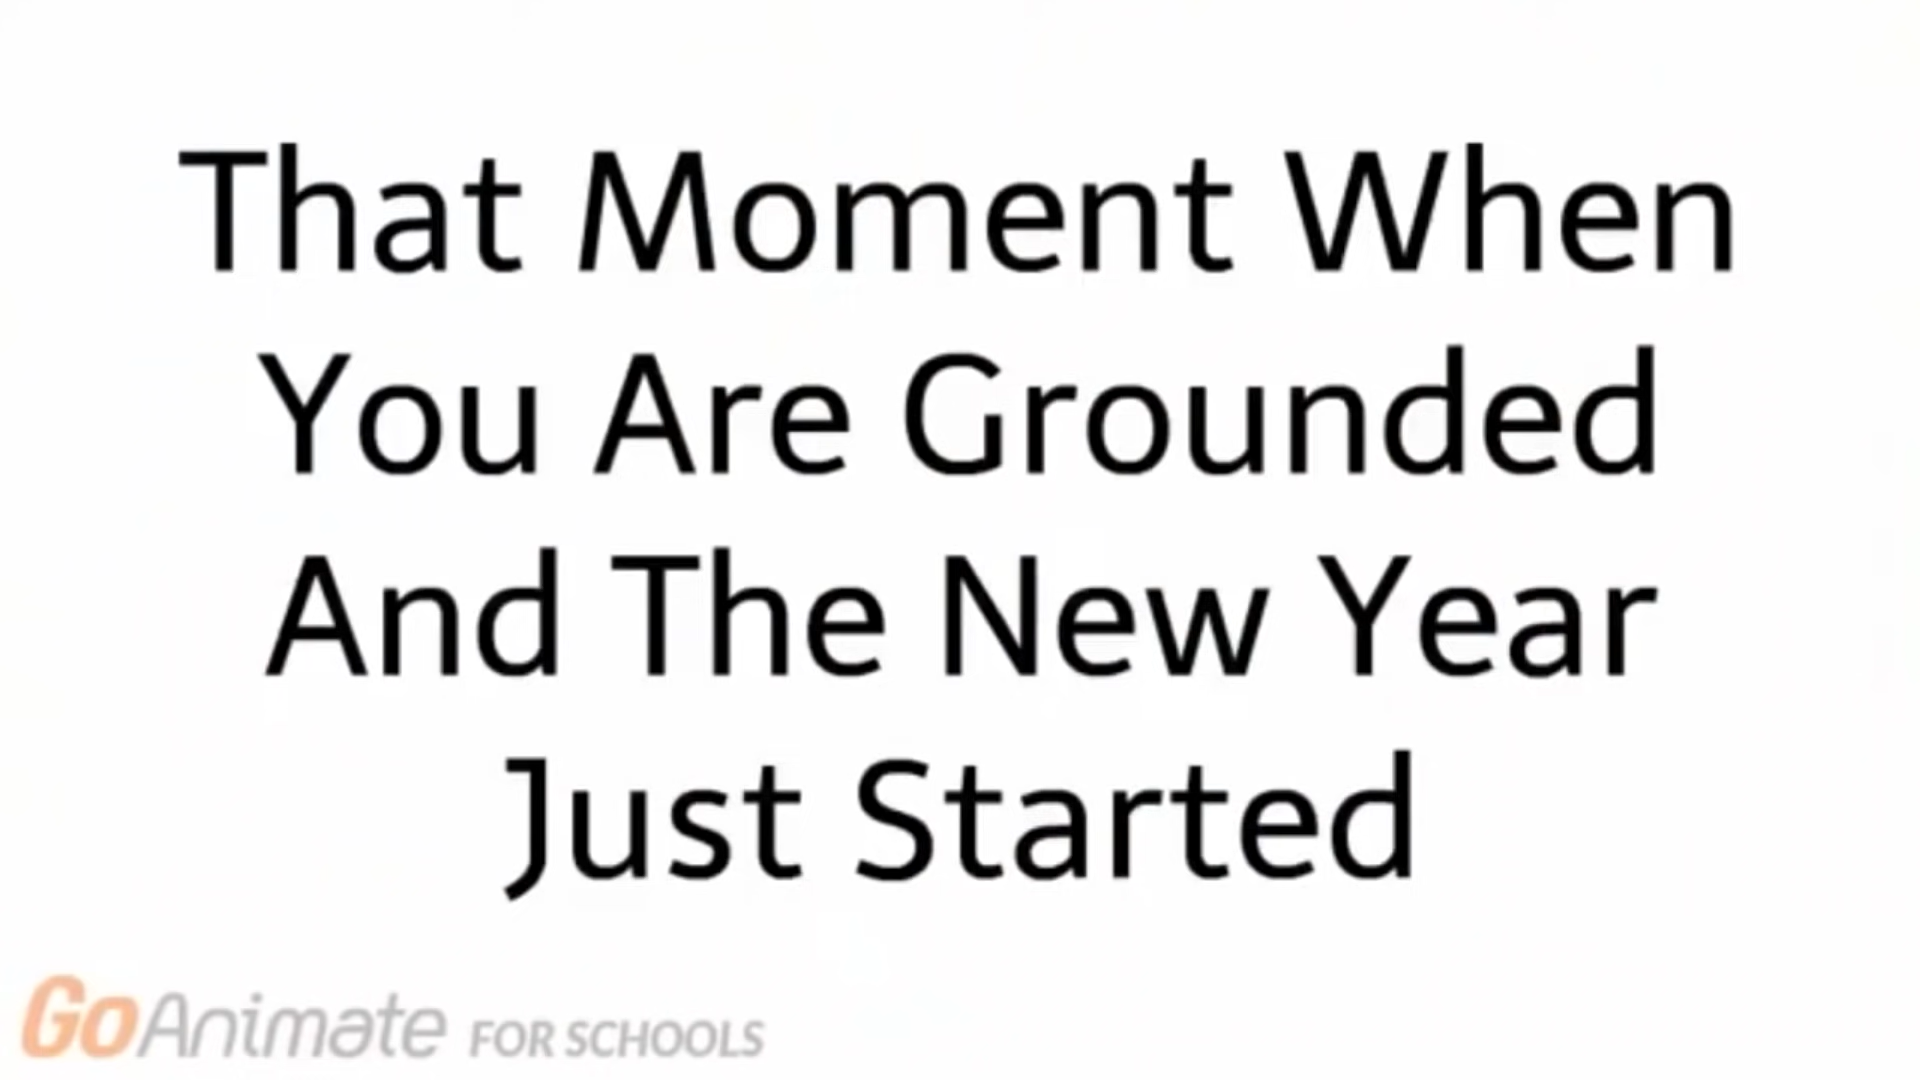 That Moment When
You Are Grounded
And The New Year
Just Started
GoAnimate FOR SCHOOLS